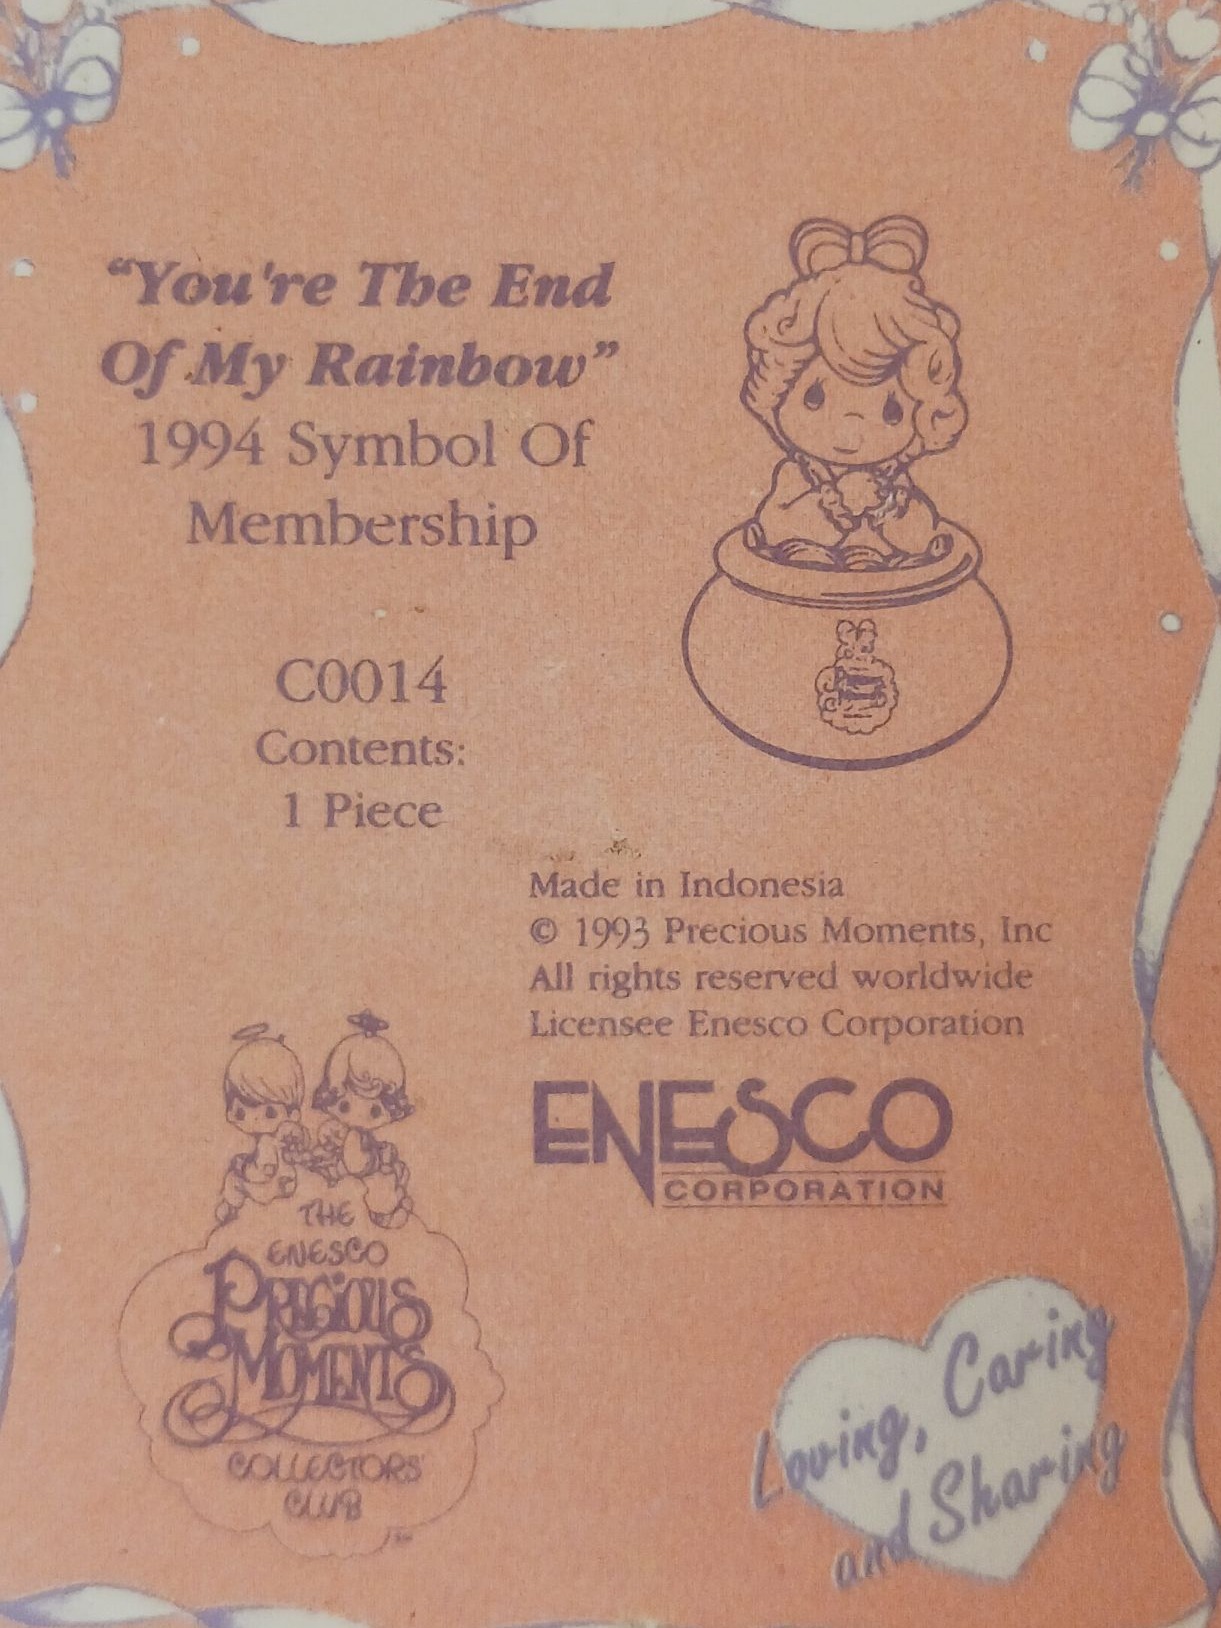 "You're The End
Of My Rainbow"
1994 Symbol Of
Membership
C0014
Contents:
1 Piece
Made in Indonesia
© 1993 Precious Moments, Inc
All rights reserved worldwide
Licensee Enesco Corporation
ENESCO
CORPORATION
THE
ENESCO
PRECIOUS
MOMENTS
COLLECTORS'
CLUB
Loving, Caring
and Sharing